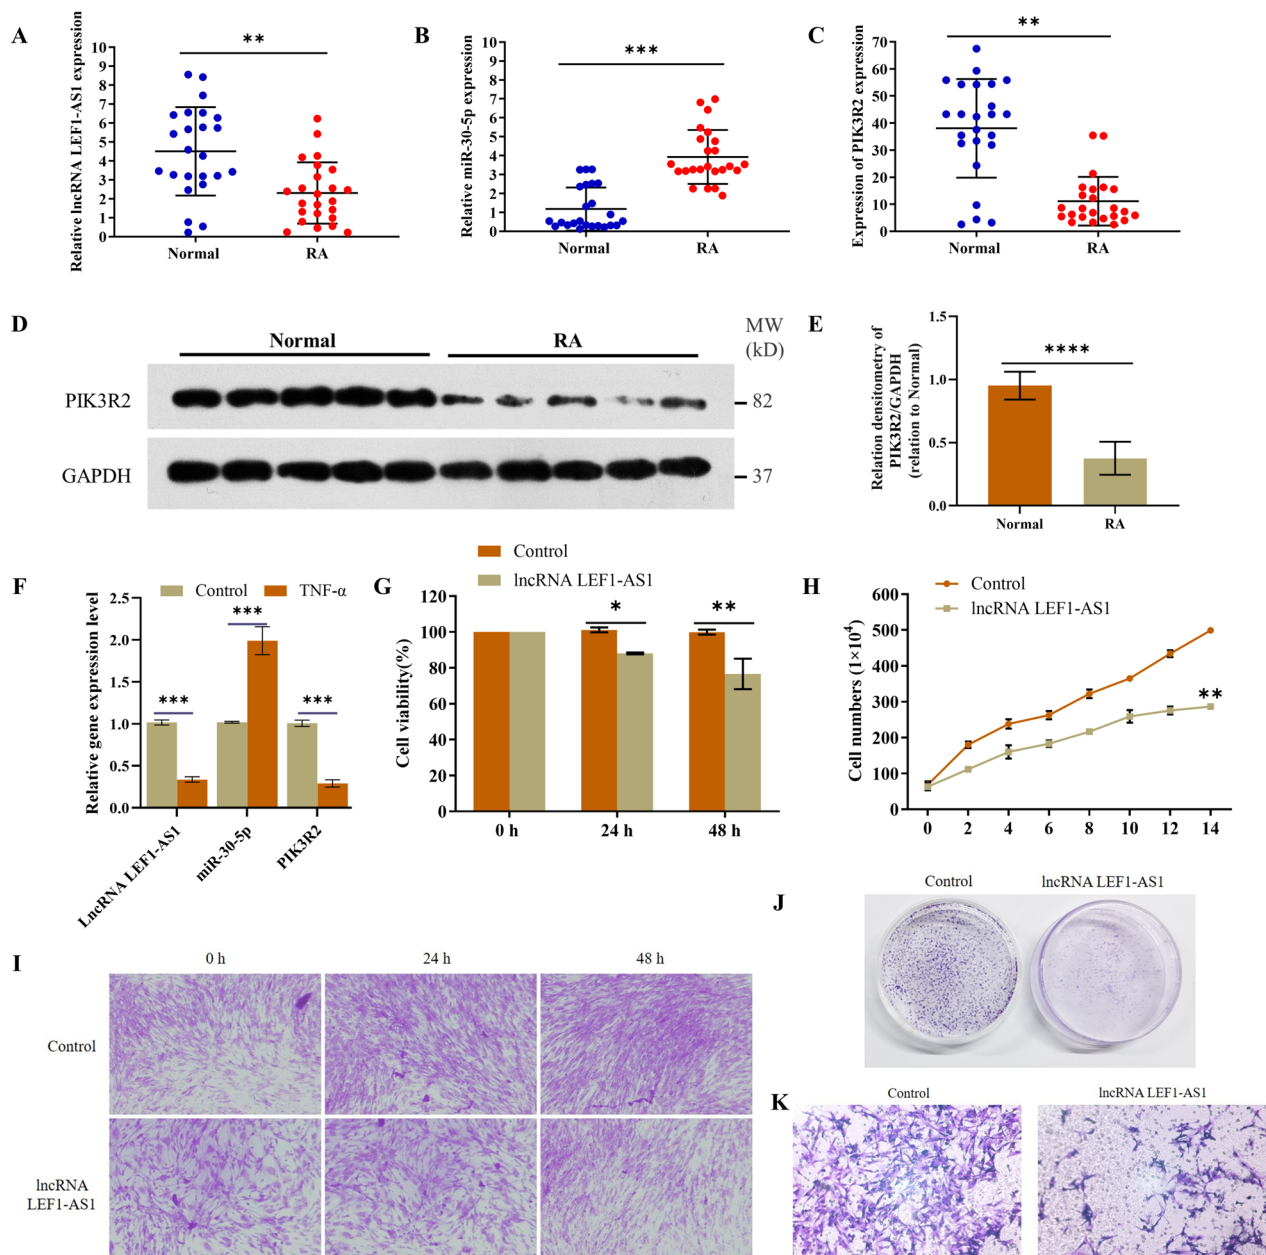 A
Relative lncRNA LEF1-AS1 expression
10
9
8
7
6
5
4
3
2
1
0
**
Normal
RA
B
Relative miR-30-5p expression
10
9
8
7
6
5
4
3
2
1
0
***
Normal
RA
C
Expression of PIK3R2 expression
70
60
50
40
30
20
10
0
**
Normal
RA
D
Normal
RA
MW
(kD)
PIK3R2
82
GAPDH
37
E
Relation densitometry of
PIK3R2/GAPDH
(relation to Normal)
1.5
1.0
0.5
0.0
****
Normal
RA
F
Control
TNF-α
Relative gene expression level
2.5
2.0
1.5
1.0
0.5
0.0
***
***
***
LncRNA LEF1-AS1
miR-30-5p
PIK3R2
G
Control
lncRNA LEF1-AS1
Cell viability(%)
120
100
80
60
40
20
0
*
**
0 h
24 h
48 h
H
Control
lncRNA LEF1-AS1
Cell numbers (1×10⁴)
600
500
400
300
200
100
0
**
0
2
4
6
8
10
12
14
I
0 h
24 h
48 h
Control
lncRNA
LEF1-AS1
J
Control
lncRNA LEF1-AS1
K
Control
lncRNA LEF1-AS1